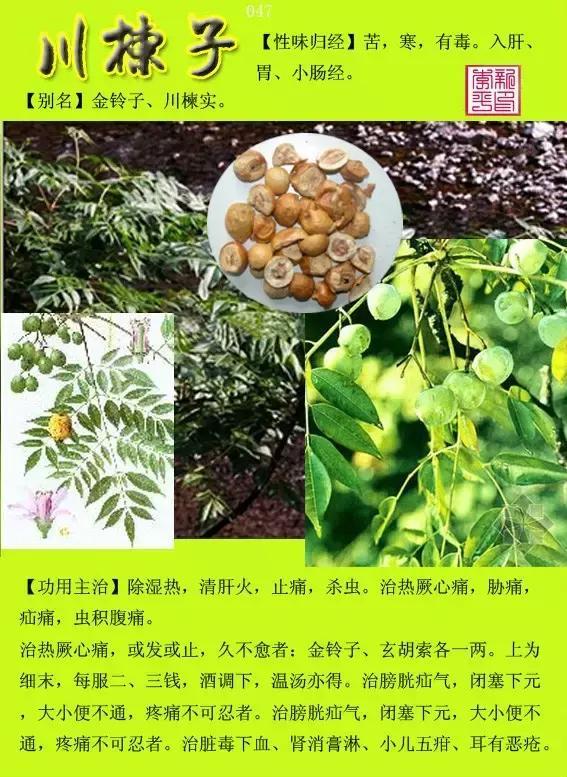 047
川楝子
【性味归经】苦，寒，有毒。入肝、
胃、小肠经。
【别名】金铃子、川楝实。
【功用主治】除湿热，清肝火，止痛，杀虫。治热厥心痛，胁痛，
疝痛，虫积腹痛。
治热厥心痛，或发或止，久不愈者：金铃子、玄胡索各一两。上为
细末，每服二、三钱，酒调下，温汤亦得。治膀胱疝气，闭塞下元
，大小便不通，疼痛不可忍者。治膀胱疝气，闭塞下元，大小便不
通，疼痛不可忍者。治脏毒下血、肾消膏淋、小儿五疳、耳有恶疮。